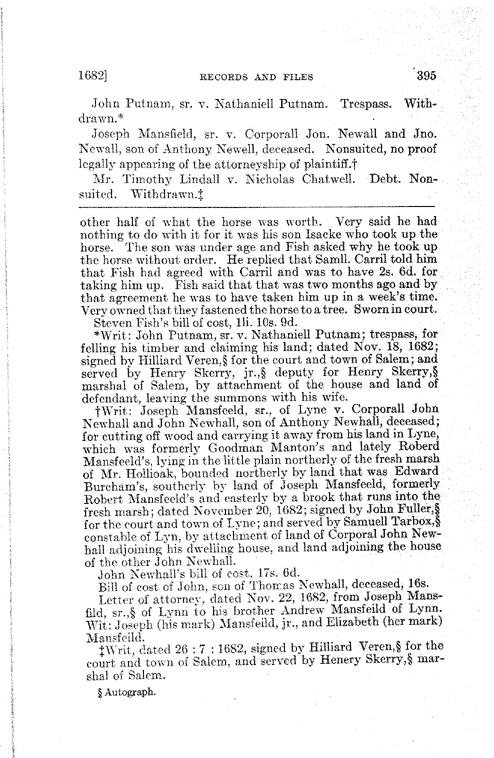 1682] RECORDS AND FILES 395
John Putnam, sr. v. Nathaniell Putnam. Trespass. With-
drawn.*
Joseph Mansfield, sr. v. Corporall Jon. Newall and Jno.
Newall, son of Anthony Newell, deceased. Nonsuited, no proof
legally appearing of the attorneyship of plaintiff.†
Mr. Timothy Lindall v. Nicholas Chatwell. Debt. Non-
suited. Withdrawn.‡
other half of what the horse was worth. Very said he had
nothing to do with it for it was his son Isacke who took up the
horse. The son was under age and Fish asked why he took up
the horse without order. He replied that Samll. Carril told him
that Fish had agreed with Carril and was to have 2s. 6d. for
taking him up. Fish said that that was two months ago and by
that agreement he was to have taken him up in a week's time.
Very owned that they fastened the horse to a tree. Sworn in court.
Steven Fish's bill of cost, 1li. 10s. 9d.
*Writ: John Putnam, sr. v. Nathaniell Putnam; trespass, for
felling his timber and claiming his land; dated Nov. 18, 1682;
signed by Hilliard Veren,§ for the court and town of Salem; and
served by Henry Skerry, jr.,§ deputy for Henry Skerry,§
marshal of Salem, by attachment of the house and land of
defendant, leaving the summons with his wife.
†Writ: Joseph Mansfeeld, sr., of Lyne v. Corporall John
Newhall and John Newhall, son of Anthony Newhall, deceased;
for cutting off wood and carrying it away from his land in Lyne,
which was formerly Goodman Manton's and lately Roberd
Mansfeeld's, lying in the little plain northerly of the fresh marsh
of Mr. Hollioak, bounded northerly by land that was Edward
Burcham's, southerly by land of Joseph Mansfeeld, formerly
Robert Mansfeeld's and easterly by a brook that runs into the
fresh marsh; dated November 20, 1682; signed by John Fuller,§
for the court and town of Lyne; and served by Samuell Tarbox,§
constable of Lyn, by attachment of land of Corporal John New-
hall adjoining his dwelling house, and land adjoining the house
of the other John Newhall.
John Newhall's bill of cost, 17s. 6d.
Bill of cost of John, son of Thomas Newhall, deceased, 16s.
Letter of attorney, dated Nov. 22, 1682, from Joseph Mans-
fild, sr.,§ of Lynn to his brother Andrew Mansfeild of Lynn.
Wit: Joseph (his mark) Mansfeild, jr., and Elizabeth (her mark)
Mansfeild.
‡Writ, dated 26 : 7 : 1682, signed by Hilliard Veren,§ for the
court and town of Salem, and served by Henery Skerry,§ mar-
shal of Salem.
§ Autograph.